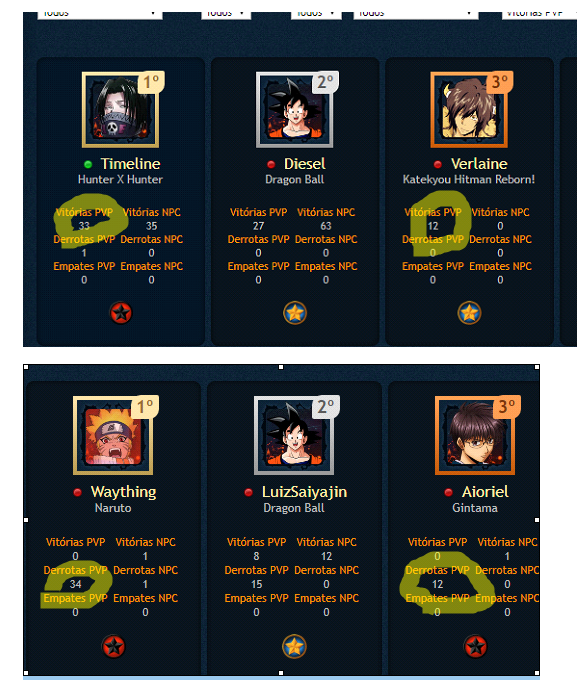 Todos Todos Todos Todos Vitórias PVP
1º 2º 3º
Timeline Diesel Verlaine
Hunter X Hunter Dragon Ball Katekyou Hitman Reborn!
Vitórias PVP Vitórias NPC Vitórias PVP Vitórias NPC Vitórias PVP Vitórias NPC
33 35 27 63 12 0
Derrotas PVP Derrotas NPC Derrotas PVP Derrotas NPC Derrotas PVP Derrotas NPC
1 0 0 0 0 0
Empates PVP Empates NPC Empates PVP Empates NPC Empates PVP Empates NPC
0 0 0 0 0 0
1º 2º 3º
Waything LuizSaiyajin Aioriel
Naruto Dragon Ball Gintama
Vitórias PVP Vitórias NPC Vitórias PVP Vitórias NPC Vitórias PVP Vitórias NPC
0 1 8 12 0 1
Derrotas PVP Derrotas NPC Derrotas PVP Derrotas NPC Derrotas PVP Derrotas NPC
34 1 15 0 12 0
Empates PVP Empates NPC Empates PVP Empates NPC Empates PVP Empates NPC
0 0 0 0 0 0